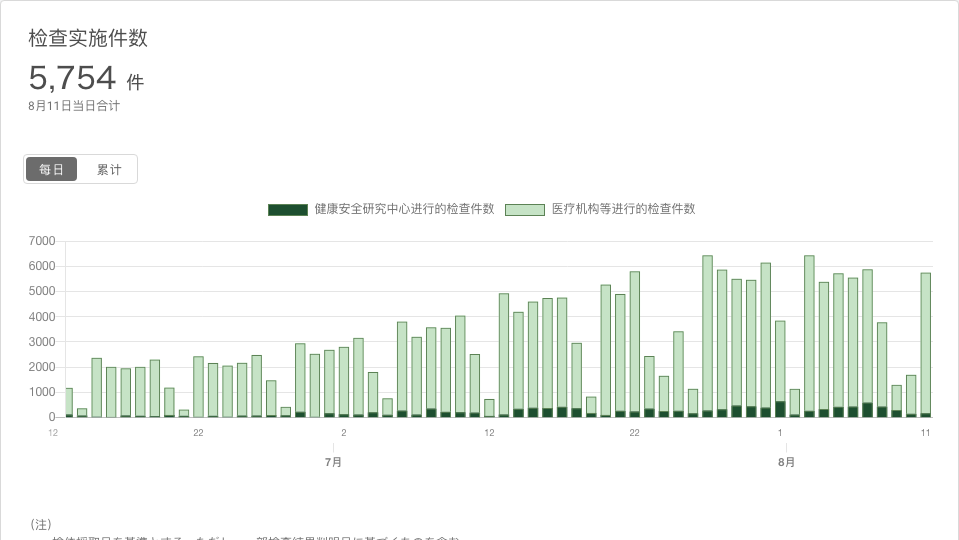 检查实施件数
5,754 件
8月11日当日合计
每日 累计
健康安全研究中心进行的检查件数 医疗机构等进行的检查件数
7000
6000
5000
4000
3000
2000
1000
0
12 22 2 12 22 1 11
7月 8月
(注)